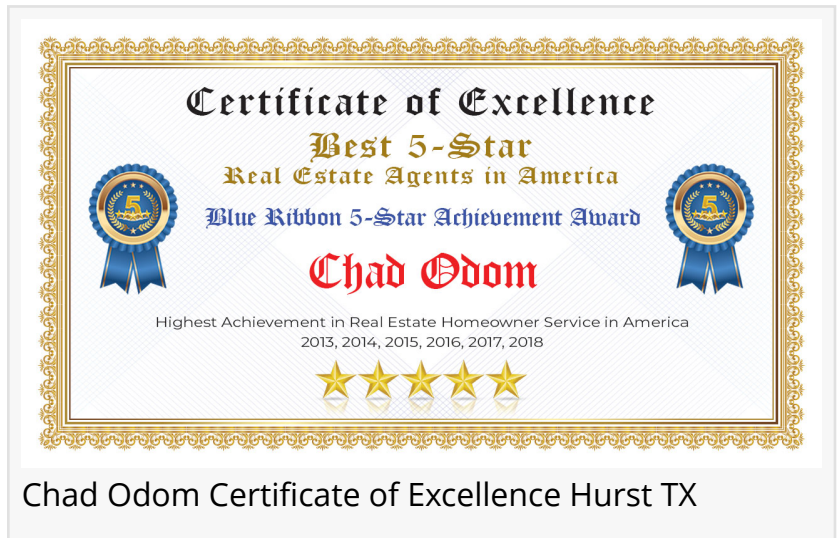 Certificate of Excellence
Best 5-Star
Real Estate Agents in America
Blue Ribbon 5-Star Achievement Award
Chad Odom
Highest Achievement in Real Estate Homeowner Service in America
2013, 2014, 2015, 2016, 2017, 2018
5
5
Chad Odom Certificate of Excellence Hurst TX